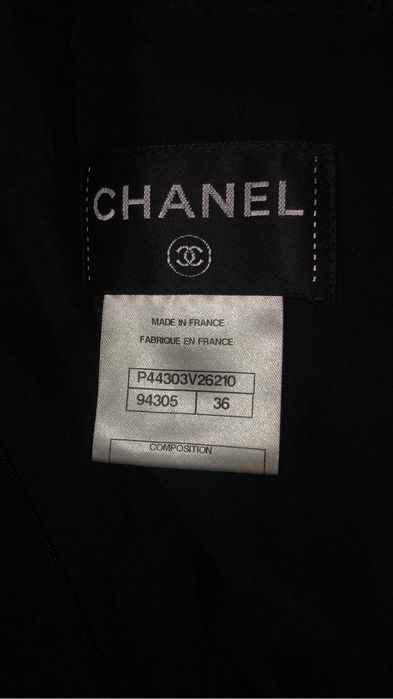 CHANEL
MADE IN FRANCE
FABRIQUE EN FRANCE
P44303V26210
94305 36
COMPOSITION